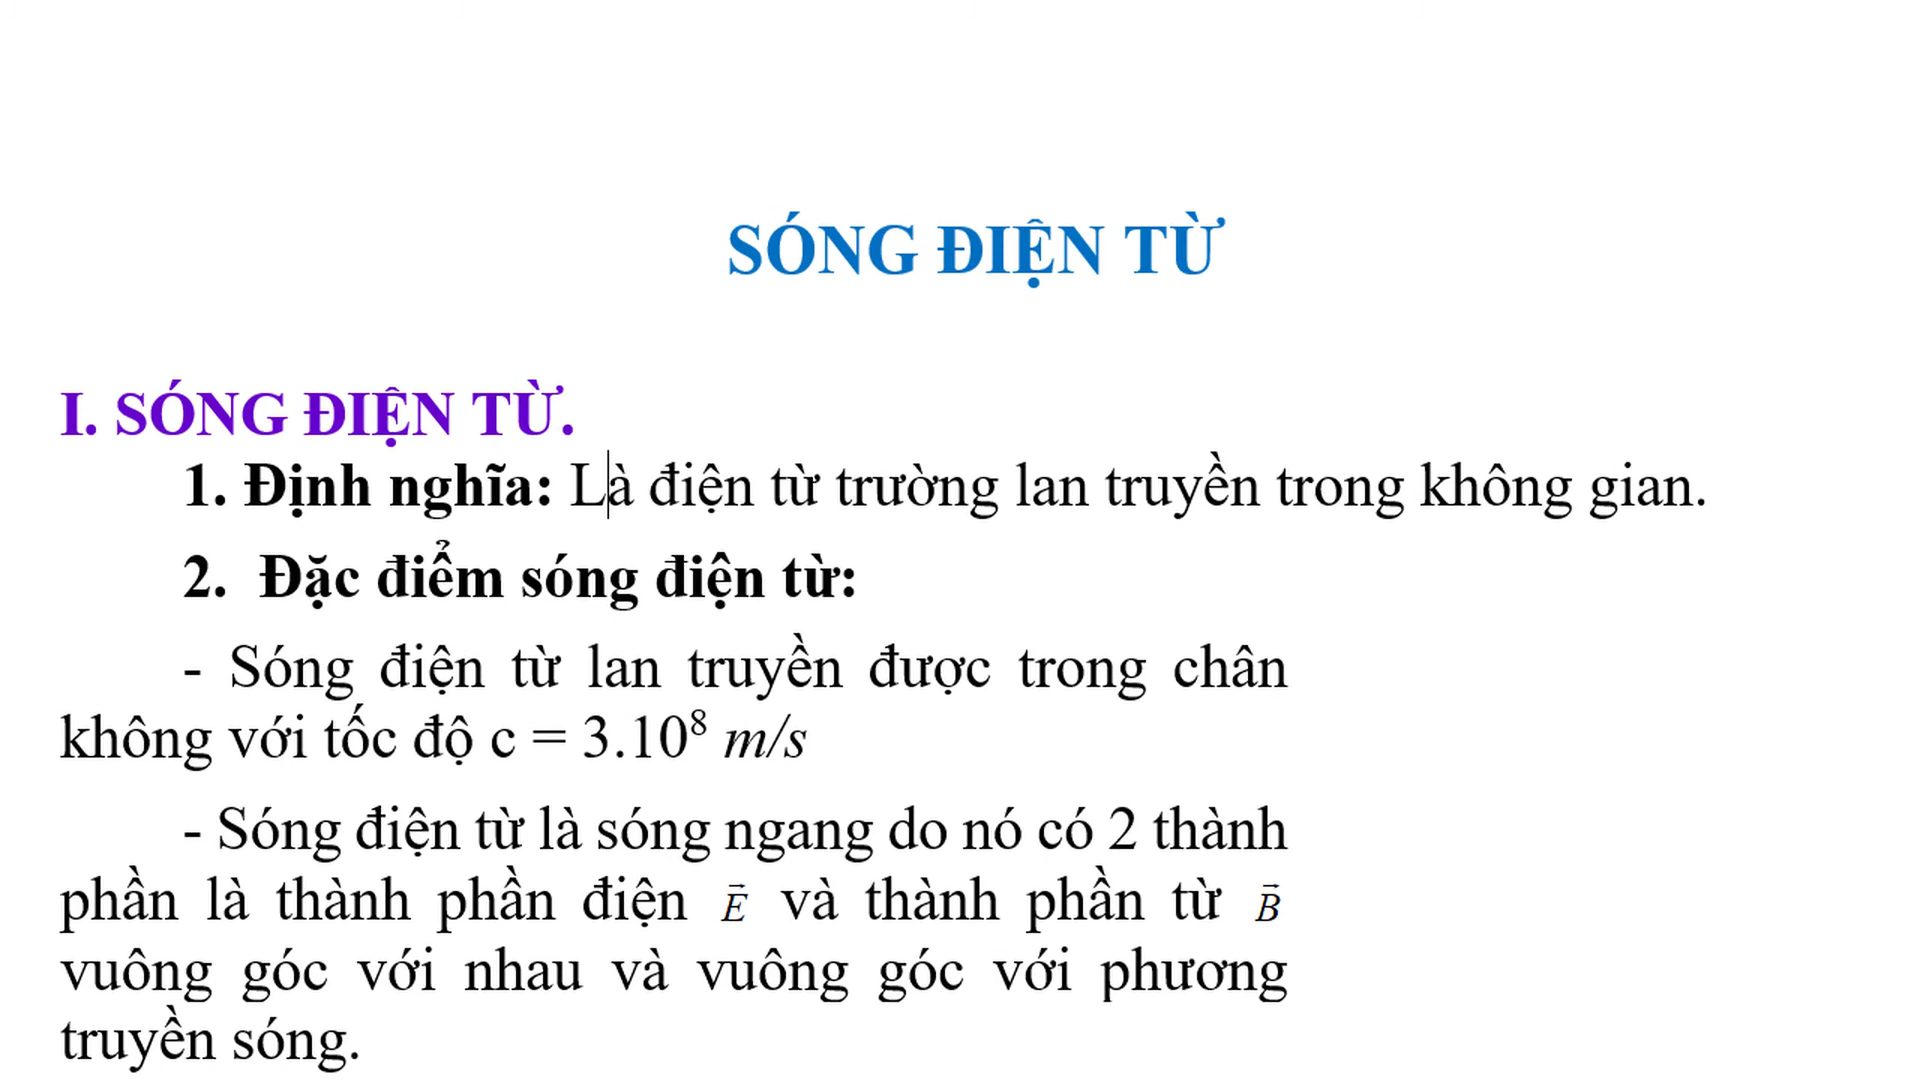 SÓNG ĐIỆN TỪ
I. SÓNG ĐIỆN TỪ.
1. Định nghĩa: Là điện từ trường lan truyền trong không gian.
2. Đặc điểm sóng điện từ:
- Sóng điện từ lan truyền được trong chân
không với tốc độ c = 3.10⁸ m/s
- Sóng điện từ là sóng ngang do nó có 2 thành
phần là thành phần điện E⃗ và thành phần từ B⃗
vuông góc với nhau và vuông góc với phương
truyền sóng.